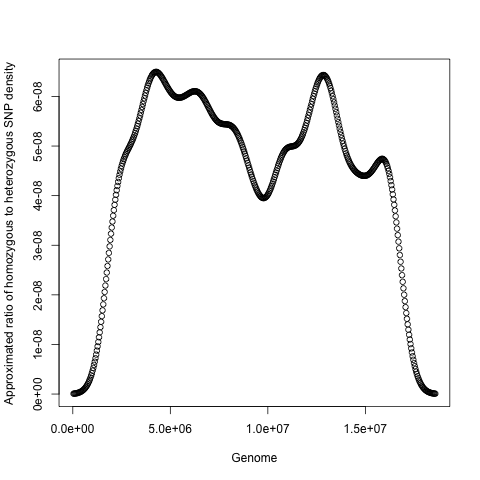 Approximated ratio of homozygous to heterozygous SNP density
6e-08
5e-08
4e-08
3e-08
2e-08
1e-08
0e+00
0.0e+00 5.0e+06 1.0e+07 1.5e+07
Genome